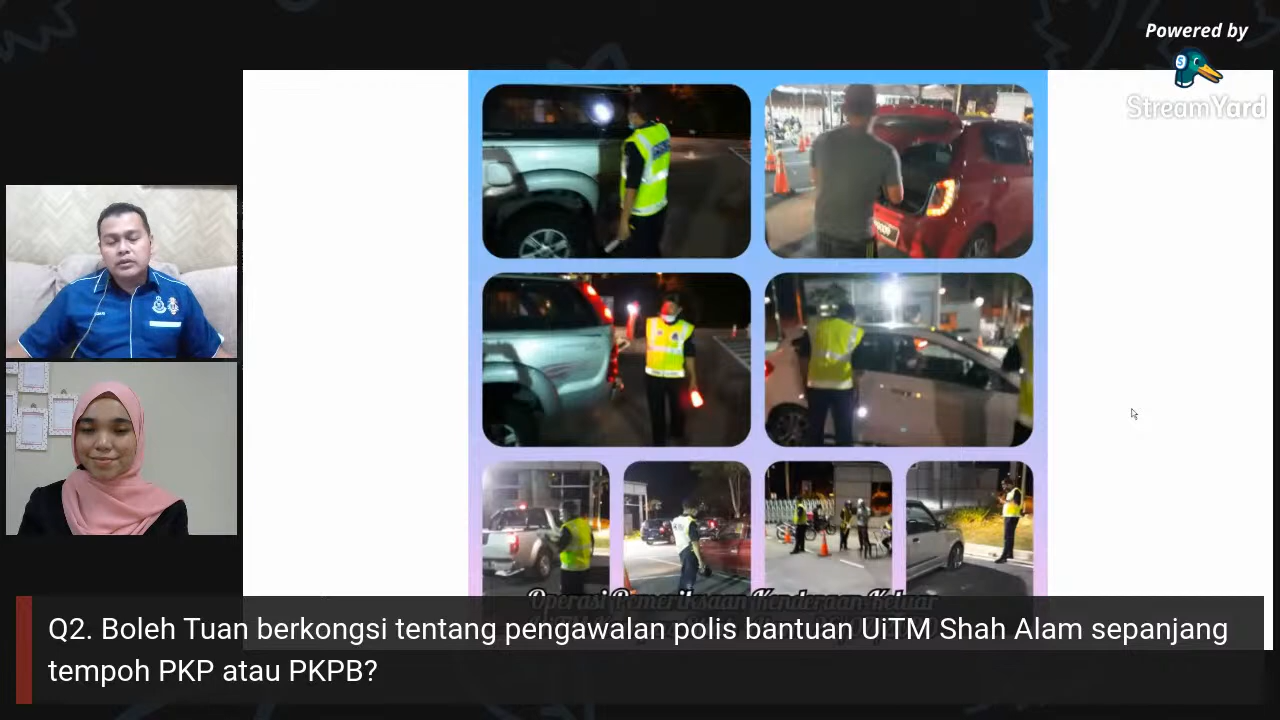 Powered by
StreamYard
Operasi Pemeriksaan Kenderaan Keluar
Q2. Boleh Tuan berkongsi tentang pengawalan polis bantuan UiTM Shah Alam sepanjang
tempoh PKP atau PKPB?